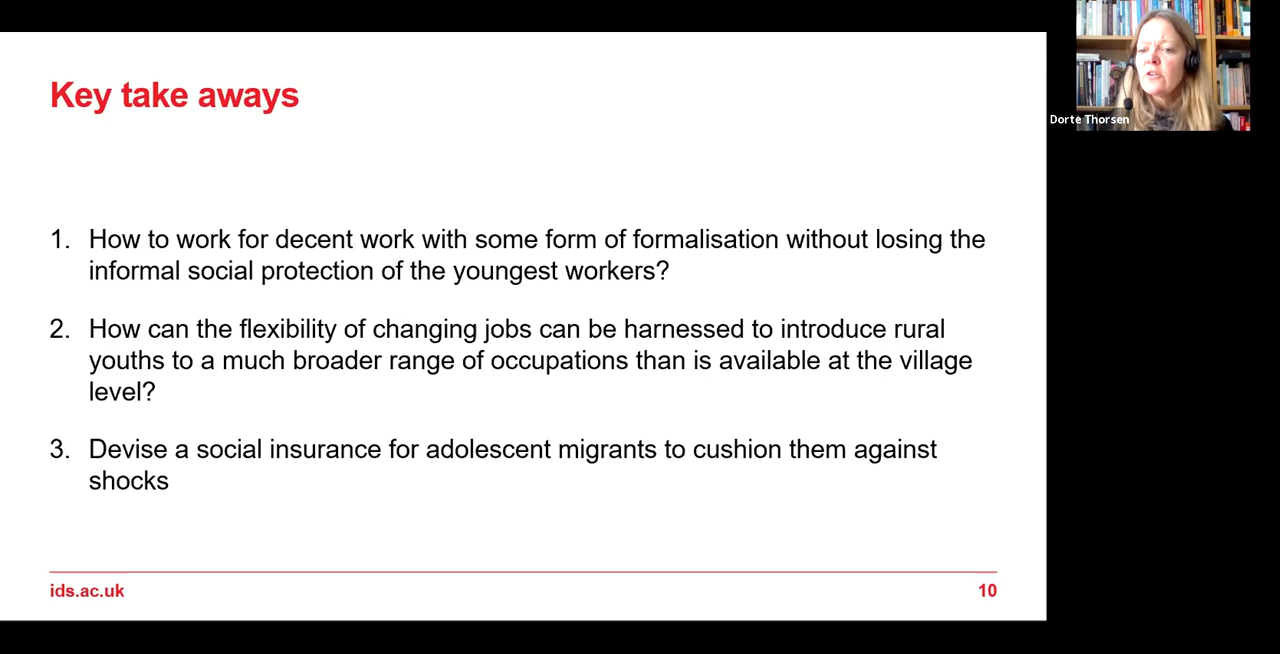 Key take aways
1. How to work for decent work with some form of formalisation without losing the
informal social protection of the youngest workers?
2. How can the flexibility of changing jobs can be harnessed to introduce rural
youths to a much broader range of occupations than is available at the village
level?
3. Devise a social insurance for adolescent migrants to cushion them against
shocks
ids.ac.uk
10
Dorte Thorsen